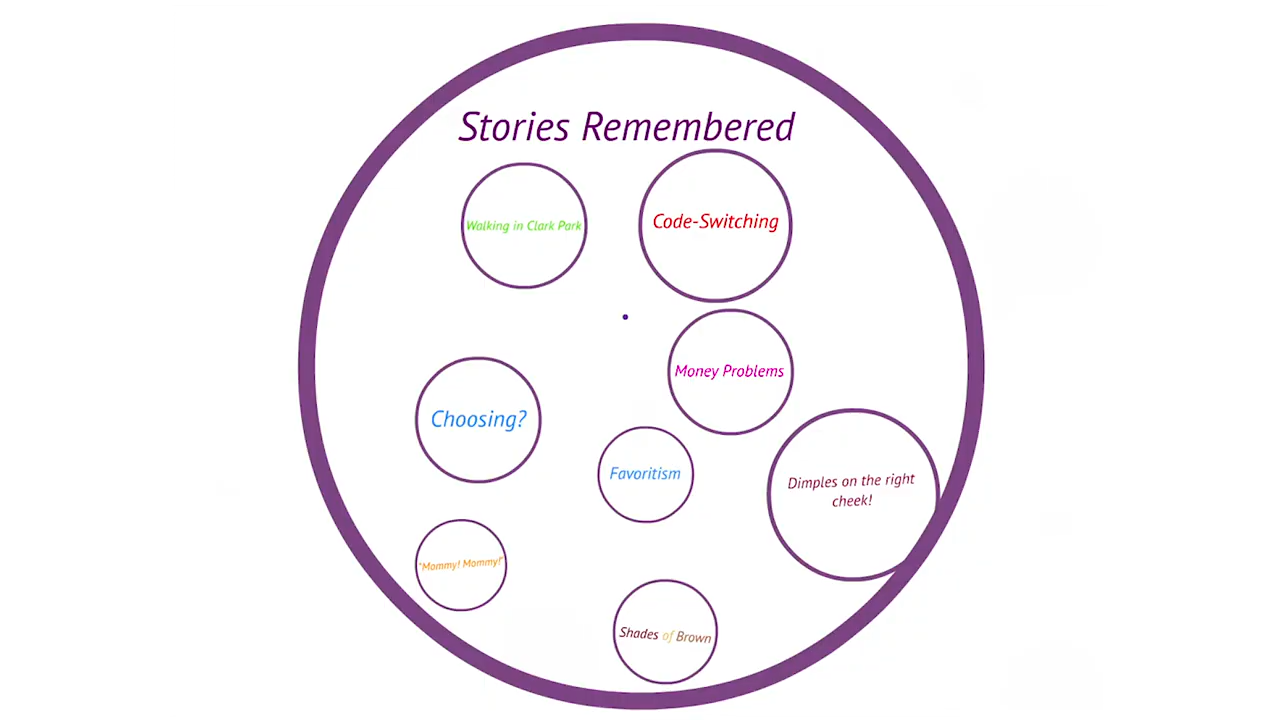 Stories Remembered
Walking in Clark Park
Code-Switching
Money Problems
Choosing?
Favoritism
Dimples on the right
cheek!
"Mommy! Mommy!"
Shades of Brown